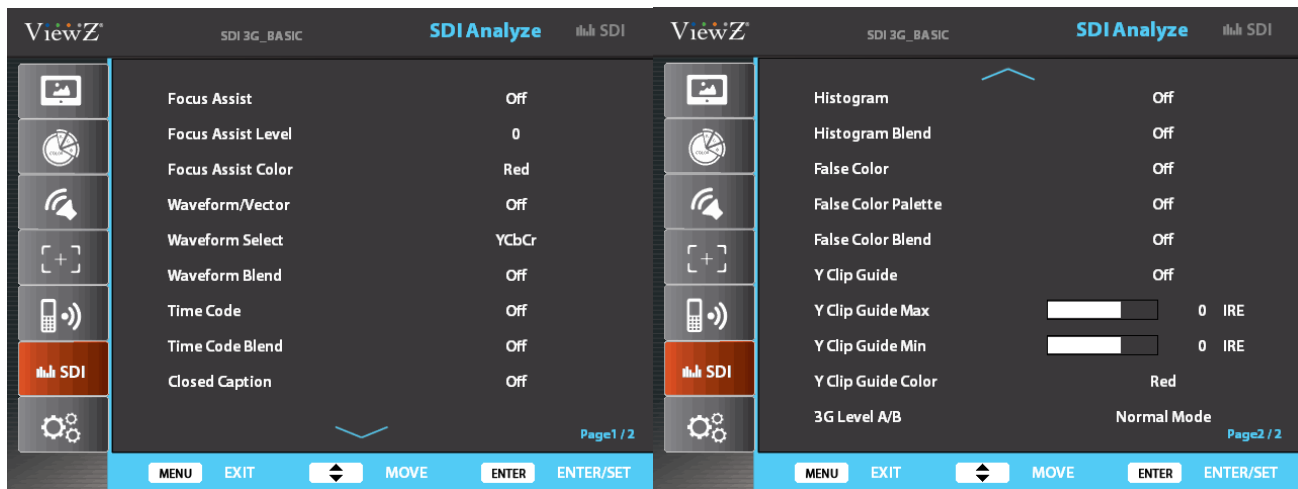 ViewZ SDI 3G_BASIC SDI Analyze SDI
Focus Assist Off
Focus Assist Level 0
Focus Assist Color Red
Waveform/Vector Off
Waveform Select YCbCr
Waveform Blend Off
Time Code Off
Time Code Blend Off
Closed Caption Off
SDI
Page1 / 2
MENU EXIT MOVE ENTER ENTER/SET
ViewZ SDI 3G_BASIC SDI Analyze SDI
Histogram Off
Histogram Blend Off
False Color Off
False Color Palette Off
False Color Blend Off
Y Clip Guide Off
Y Clip Guide Max 0 IRE
Y Clip Guide Min 0 IRE
SDI
Y Clip Guide Color Red
3G Level A/B Normal Mode
Page2 / 2
MENU EXIT MOVE ENTER ENTER/SET